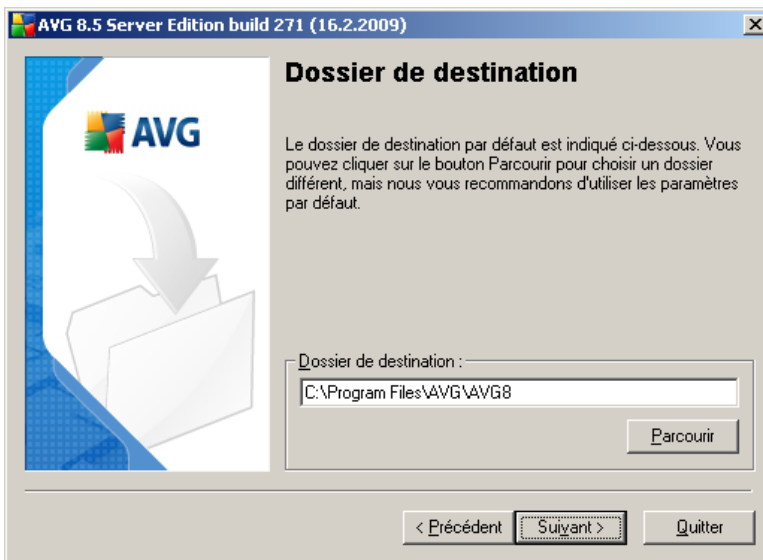 AVG 8.5 Server Edition build 271 (16.2.2009)
AVG
Dossier de destination
Le dossier de destination par défaut est indiqué ci-dessous. Vous
pouvez cliquer sur le bouton Parcourir pour choisir un dossier
différent, mais nous vous recommandons d'utiliser les paramètres
par défaut.
Dossier de destination :
C:\Program Files\AVG\AVG8
Parcourir
< Précédent
Suivant >
Quitter